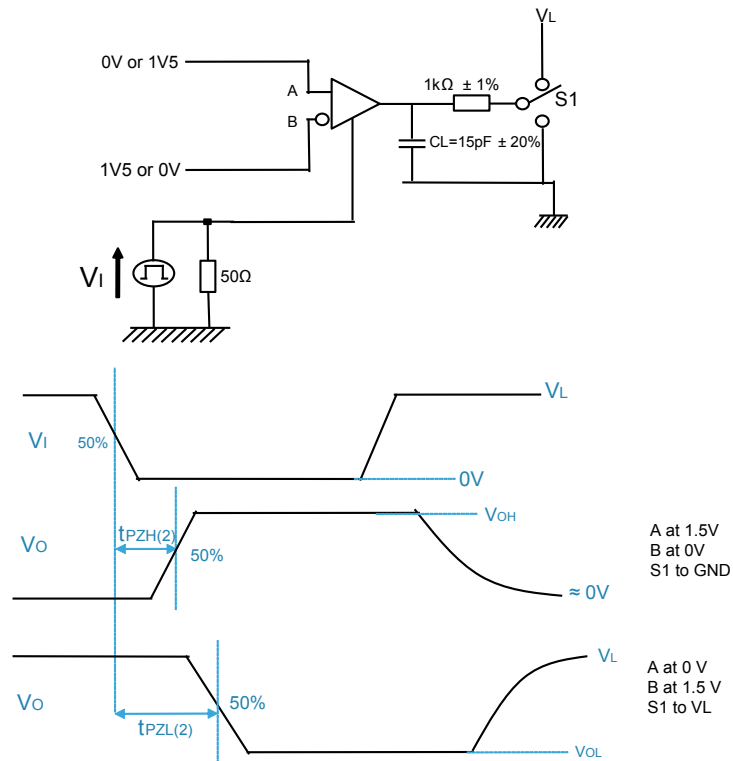 VL
0V or 1V5
A
1kΩ ± 1%
S1
B
CL=15pF ± 20%
1V5 or 0V
VI
50Ω
VL
VI
50%
0V
VOH
tPZH(2)
VO
50%
A at 1.5V
B at 0V
S1 to GND
≈ 0V
VL
A at 0 V
B at 1.5 V
S1 to VL
VO
50%
tPZL(2)
VOL